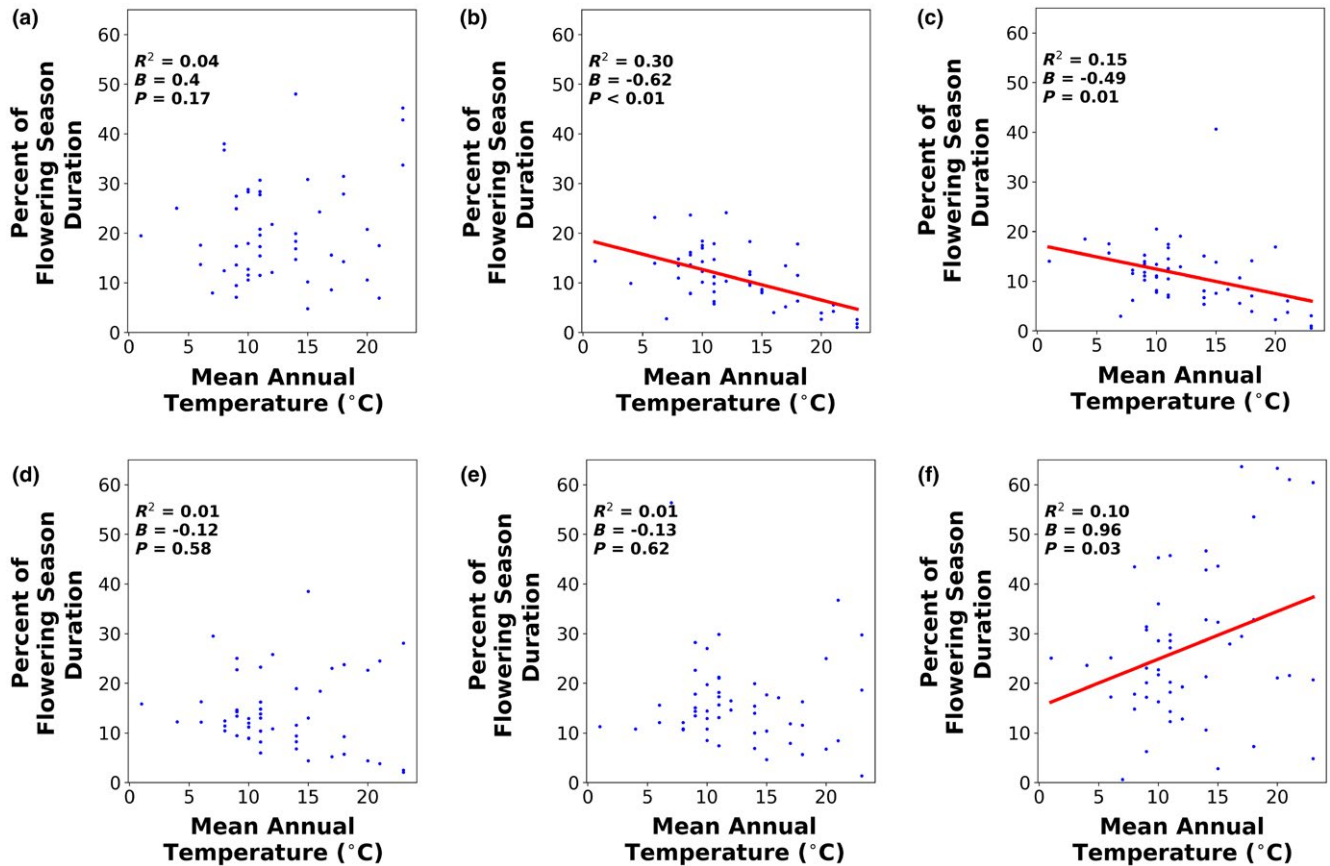 (a)
R² = 0.04
B = 0.4
P = 0.17
Percent of
Flowering Season
Duration
60
50
40
30
20
10
0
0 5 10 15 20
Mean Annual
Temperature (°C)
(b)
R² = 0.30
B = -0.62
P < 0.01
Percent of
Flowering Season
Duration
60
50
40
30
20
10
0
0 5 10 15 20
Mean Annual
Temperature (°C)
(c)
R² = 0.15
B = -0.49
P = 0.01
Percent of
Flowering Season
Duration
60
50
40
30
20
10
0
0 5 10 15 20
Mean Annual
Temperature (°C)
(d)
R² = 0.01
B = -0.12
P = 0.58
Percent of
Flowering Season
Duration
60
50
40
30
20
10
0
0 5 10 15 20
Mean Annual
Temperature (°C)
(e)
R² = 0.01
B = -0.13
P = 0.62
Percent of
Flowering Season
Duration
60
50
40
30
20
10
0
0 5 10 15 20
Mean Annual
Temperature (°C)
(f)
R² = 0.10
B = 0.96
P = 0.03
Percent of
Flowering Season
Duration
60
50
40
30
20
10
0
0 5 10 15 20
Mean Annual
Temperature (°C)